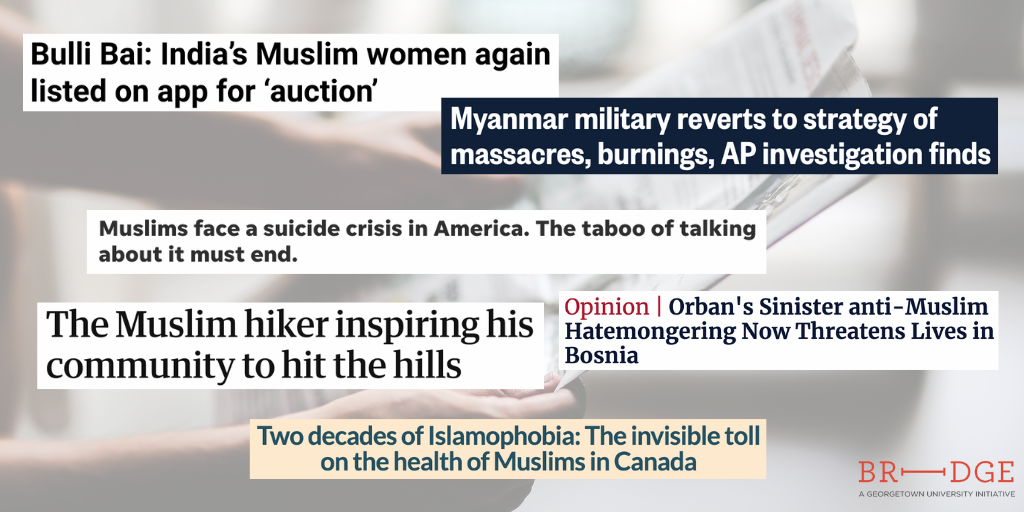 Bulli Bai: India's Muslim women again
listed on app for 'auction'
Myanmar military reverts to strategy of
massacres, burnings, AP investigation finds
Muslims face a suicide crisis in America. The taboo of talking
about it must end.
The Muslim hiker inspiring his
community to hit the hills
Opinion | Orban's Sinister anti-Muslim
Hatemongering Now Threatens Lives in
Bosnia
Two decades of Islamophobia: The invisible toll
on the health of Muslims in Canada
BRIDGE
A GEORGETOWN UNIVERSITY INITIATIVE